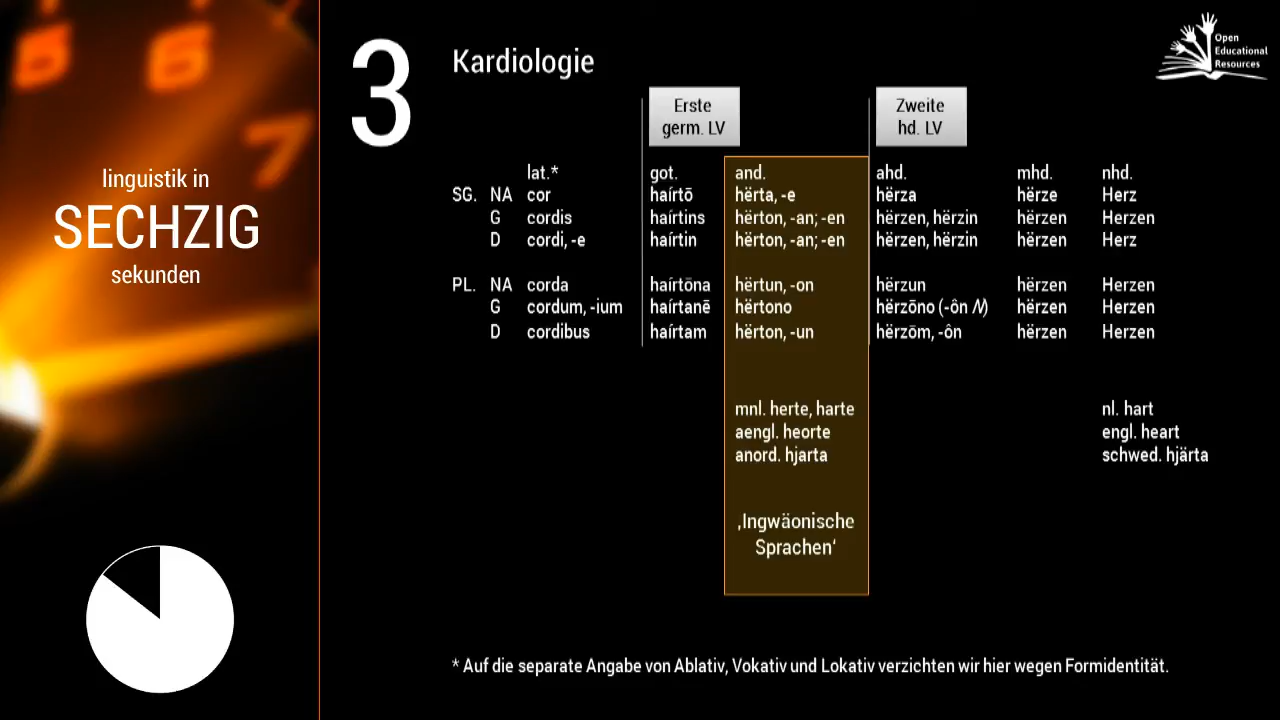 5 6
7
linguistik in
SECHZIG
sekunden
3
Kardiologie
Open
Educational
Resources
Erste
germ. LV
Zweite
hd. LV
lat.* got. and. ahd. mhd. nhd.
SG. NA cor haírtō hërta, -e hërza hërze Herz
G cordis haírtins hërton, -an; -en hërzen, hërzin hërzen Herzen
D cordi, -e haírtin hërton, -an; -en hërzen, hërzin hërzen Herz
PL. NA corda haírtōna hërtun, -on hërzun hërzen Herzen
G cordum, -ium haírtanē hërtono hërzōno (-ôn N) hërzen Herzen
D cordibus haírtam hërton, -un hërzōm, -ôn hërzen Herzen
mnl. herte, harte nl. hart
aengl. heorte engl. heart
anord. hjarta schwed. hjärta
‚Ingwäonische
Sprachen‘
* Auf die separate Angabe von Ablativ, Vokativ und Lokativ verzichten wir hier wegen Formidentität.